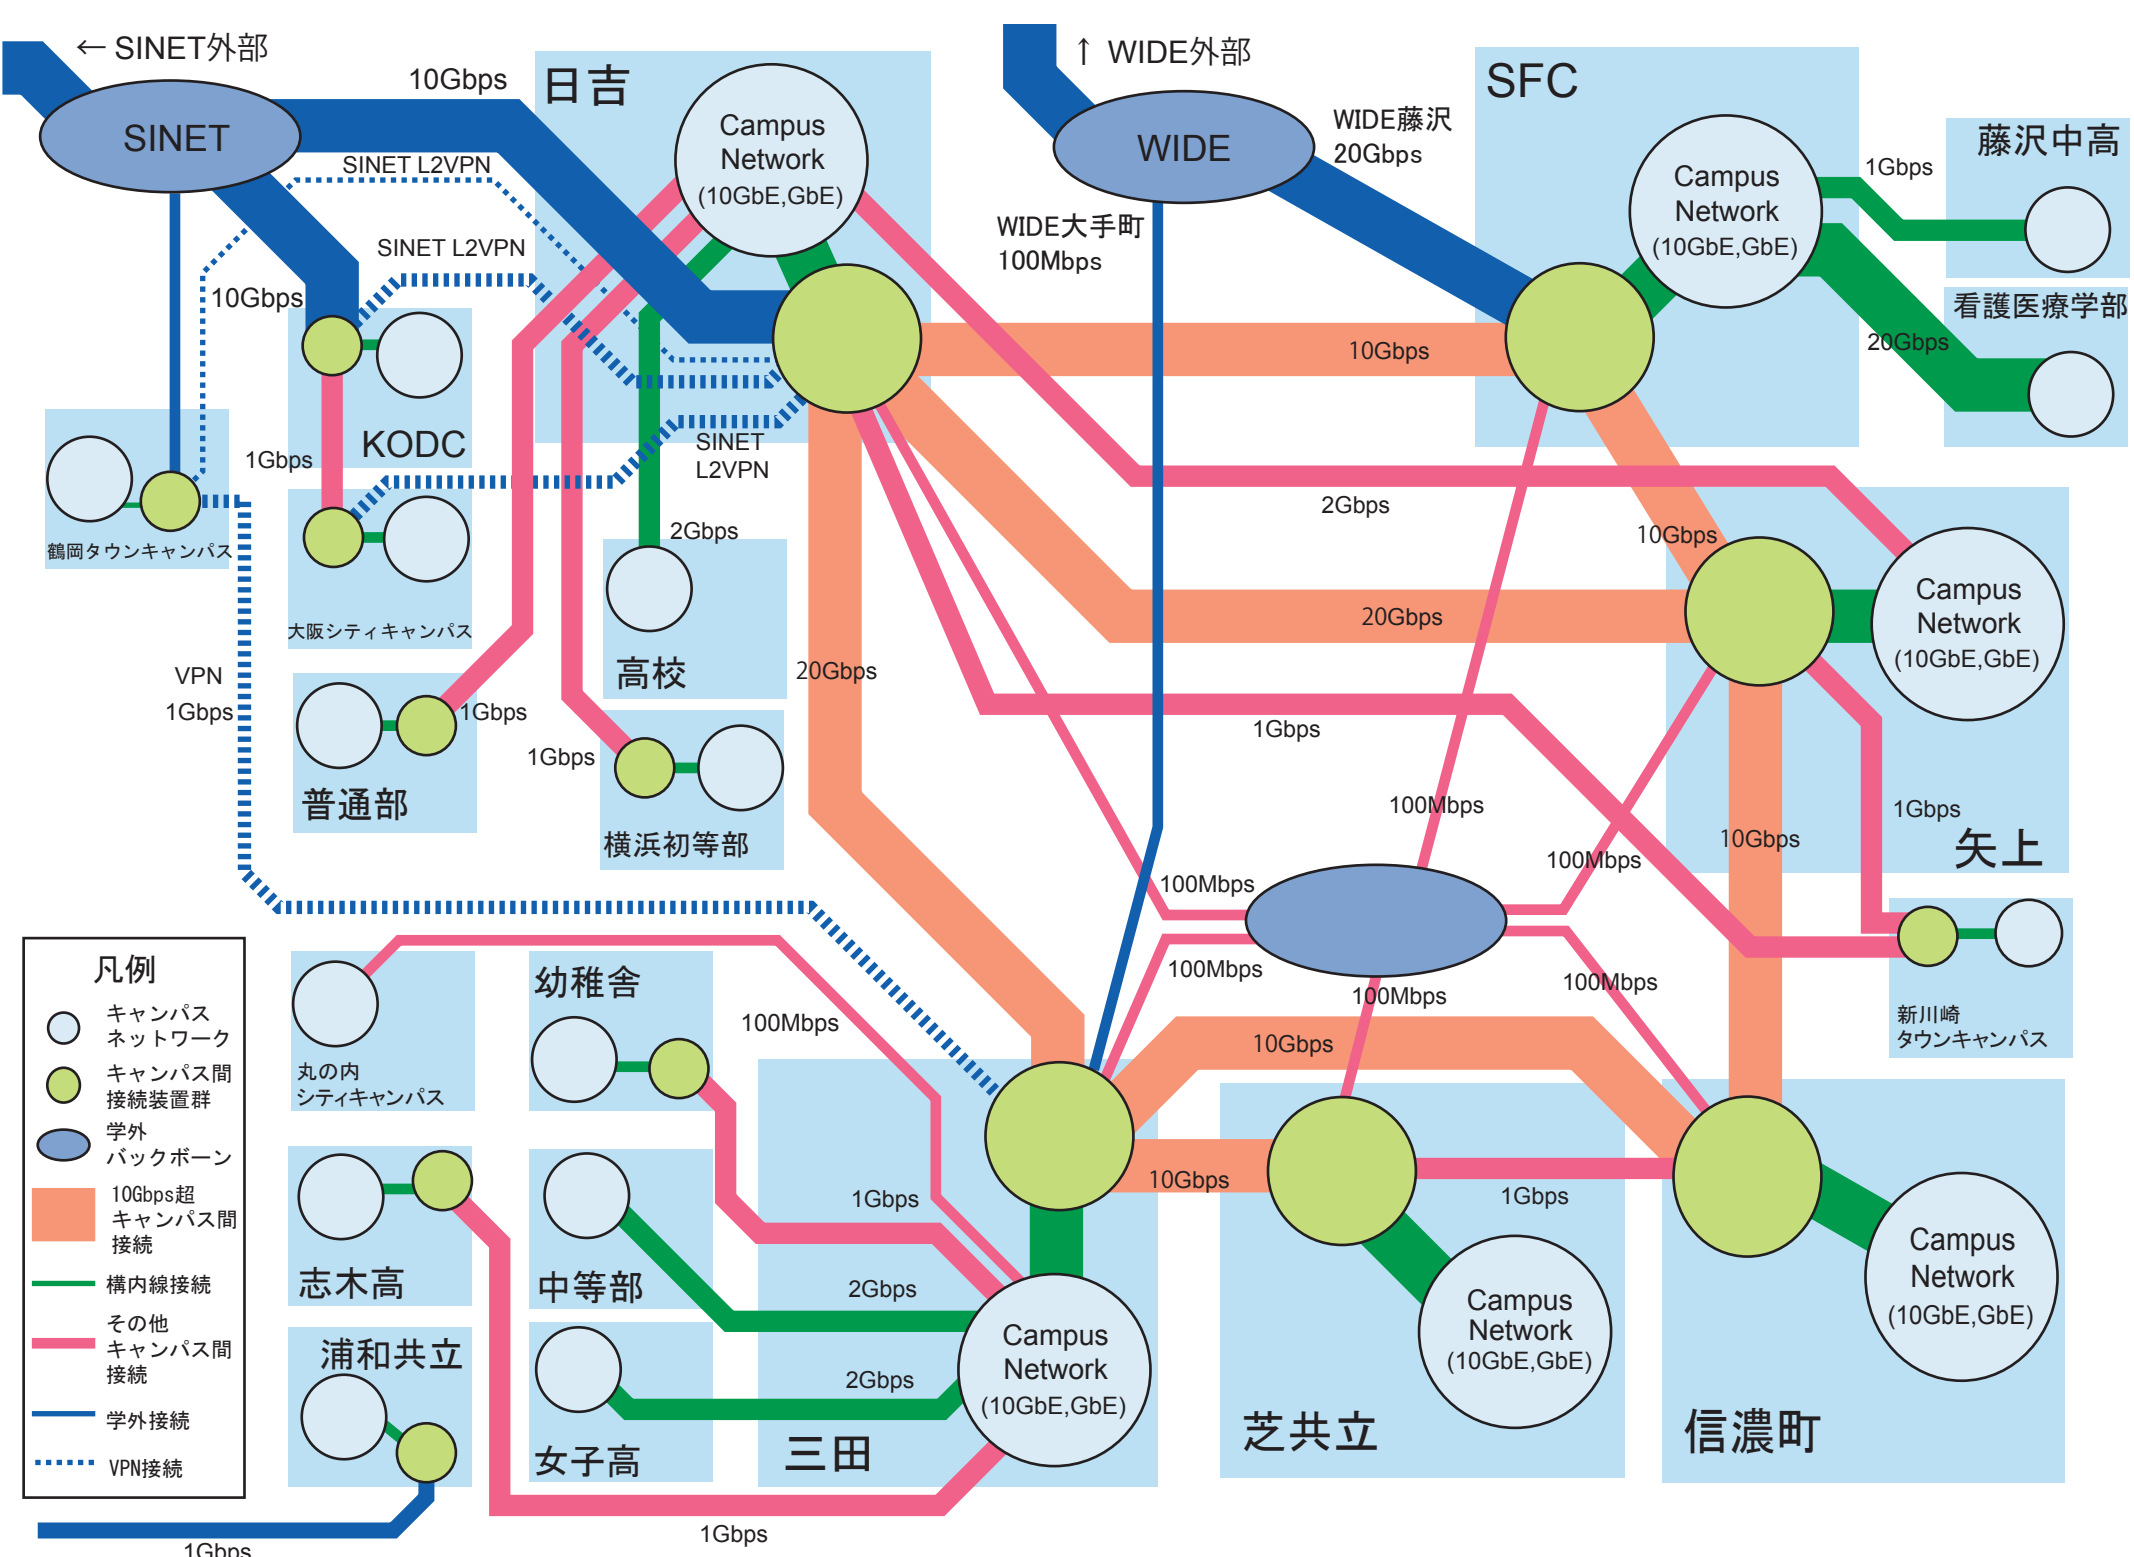 ← SINET外部
SINET
10Gbps
SINET L2VPN
SINET L2VPN
10Gbps
日吉
Campus
Network
(10GbE,GbE)
↑ WIDE外部
WIDE
WIDE藤沢
20Gbps
WIDE大手町
100Mbps
SFC
Campus
Network
(10GbE,GbE)
1Gbps
藤沢中高
看護医療学部
20Gbps
10Gbps
KODC
1Gbps
SINET
L2VPN
鶴岡タウンキャンパス
大阪シティキャンパス
2Gbps
高校
2Gbps
10Gbps
20Gbps
20Gbps
Campus
Network
(10GbE,GbE)
VPN
1Gbps
1Gbps
普通部
1Gbps
横浜初等部
1Gbps
100Mbps
100Mbps
100Mbps
100Mbps
100Mbps
100Mbps
10Gbps
1Gbps
矢上
新川崎
タウンキャンパス
凡例
キャンパス
ネットワーク
キャンパス間
接続装置群
学外
バックボーン
10Gbps超
キャンパス間
接続
構内線接続
その他
キャンパス間
接続
学外接続
VPN接続
丸の内
シティキャンパス
幼稚舎
100Mbps
10Gbps
10Gbps
1Gbps
1Gbps
志木高
中等部
2Gbps
浦和共立
女子高
2Gbps
三田
Campus
Network
(10GbE,GbE)
芝共立
Campus
Network
(10GbE,GbE)
信濃町
Campus
Network
(10GbE,GbE)
1Gbps
1Gbps